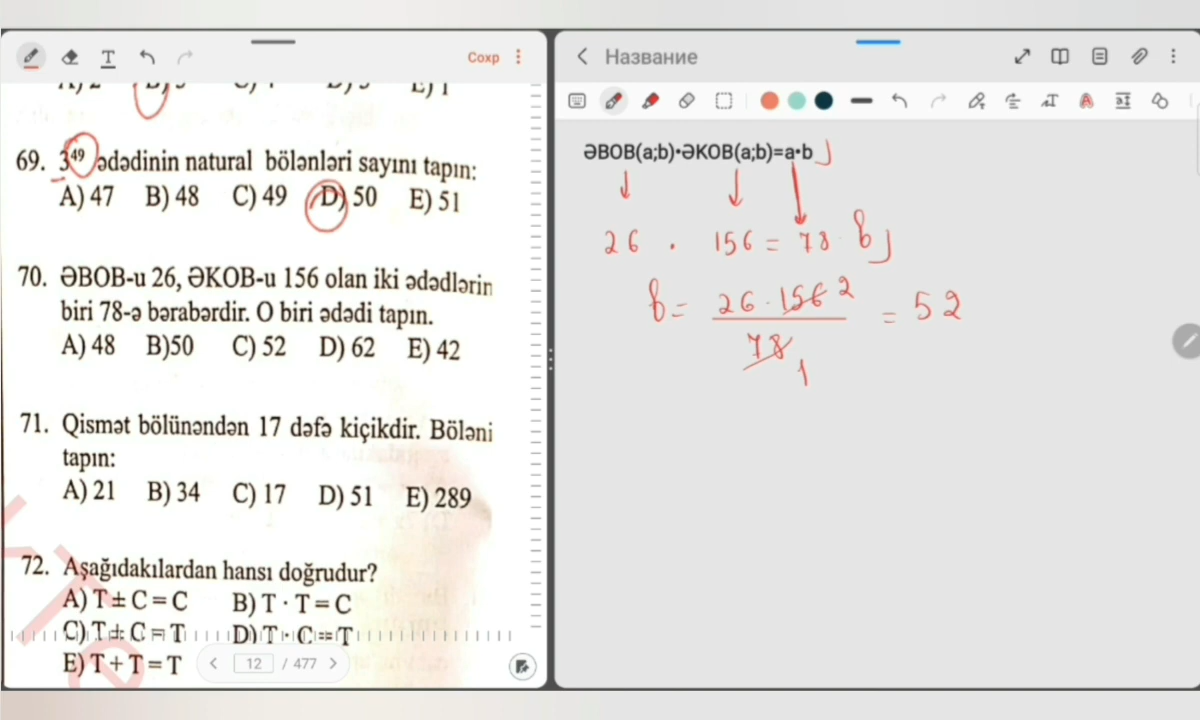 Сохр
69. 3⁴⁹ ədədinin natural bölənləri sayını tapın:
A) 47 B) 48 C) 49 D) 50 E) 51
70. ƏBOB-u 26, ƏKOB-u 156 olan iki ədədlərin
biri 78-ə bərabərdir. O biri ədədi tapın.
A) 48 B)50 C) 52 D) 62 E) 42
71. Qismət bölünəndən 17 dəfə kiçikdir. Böləni
tapın:
A) 21 B) 34 C) 17 D) 51 E) 289
72. Aşağıdakılardan hansı doğrudur?
A) T ± C = C B) T · T = C
C) T ± C = T D) T · C = T
E) T + T = T
12 / 477
Название
ƏBOB(a;b)•ƏKOB(a;b)=a•b
26 · 156 = 78 · b
b = 26 · 156 2 = 52
78 1